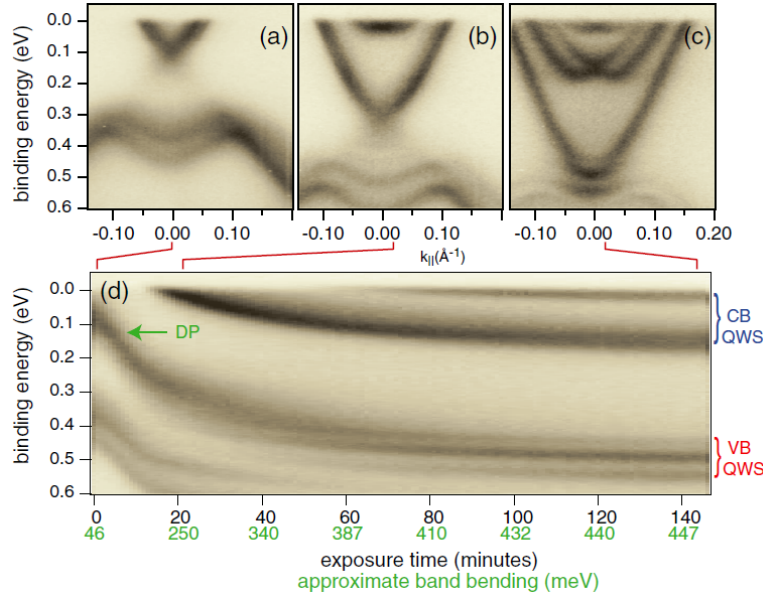 (a) (b) (c)
binding energy (eV)
0.0
0.1
0.2
0.3
0.4
0.5
0.6
-0.10 0.00 0.10 -0.10 0.00 0.10 -0.10 0.00 0.10 0.20
k||(Å-1)
(d)
binding energy (eV)
0.0
0.1
0.2
0.3
0.4
0.5
0.6
DP
CB
QWS
VB
QWS
0 20 40 60 80 100 120 140
46 250 340 387 410 432 440 447
exposure time (minutes)
approximate band bending (meV)